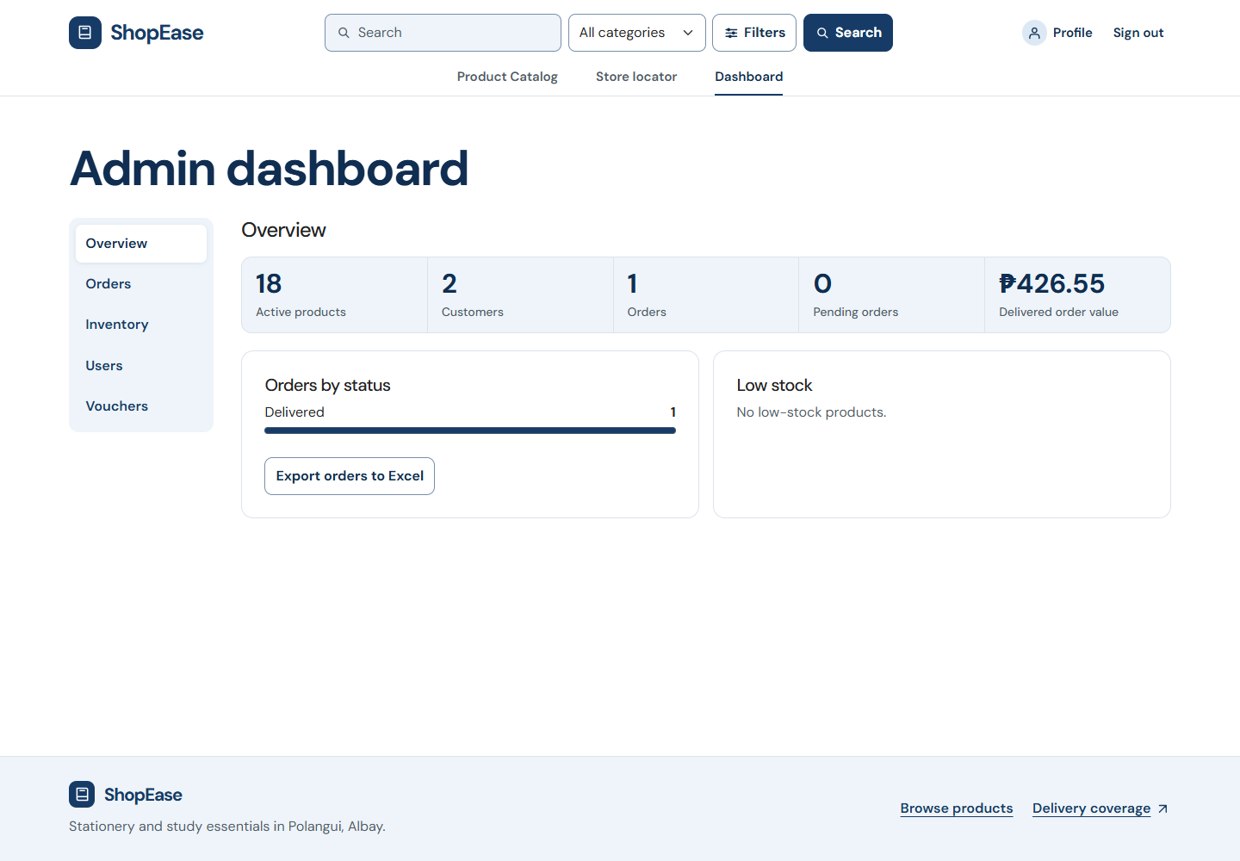 ShopEase
Search
All categories
Filters
Search
Profile
Sign out
Product Catalog
Store locator
Dashboard
Admin dashboard
Overview
Orders
Inventory
Users
Vouchers
Overview
18
Active products
2
Customers
1
Orders
0
Pending orders
₱426.55
Delivered order value
Orders by status
Delivered 1
Export orders to Excel
Low stock
No low-stock products.
ShopEase
Stationery and study essentials in Polangui, Albay.
Browse products
Delivery coverage